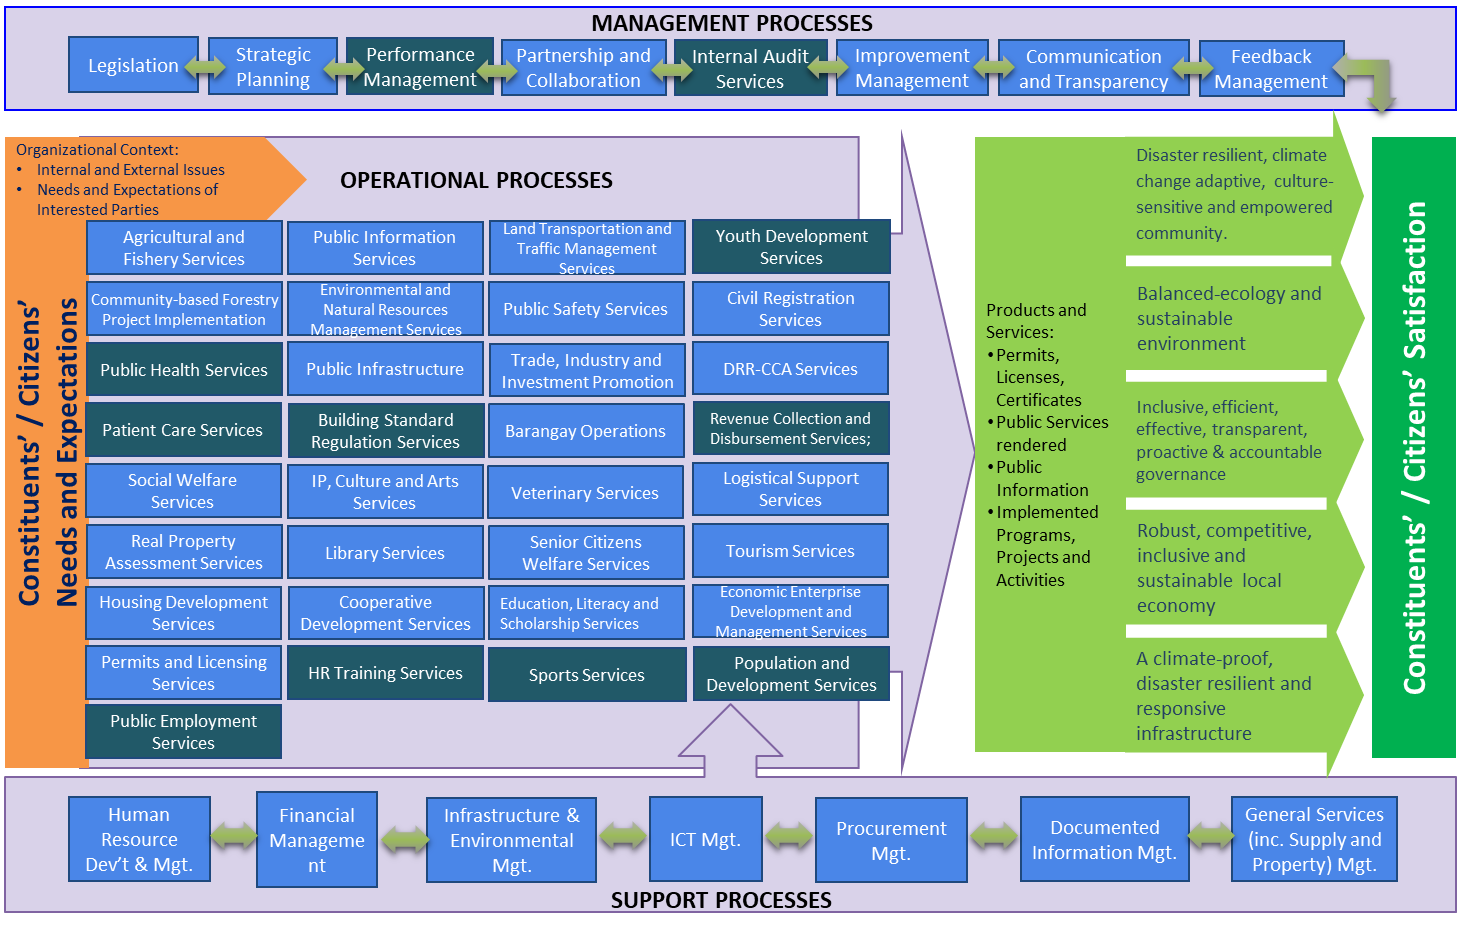 MANAGEMENT PROCESSES
Legislation
Strategic
Planning
Performance
Management
Partnership and
Collaboration
Internal Audit
Services
Improvement
Management
Communication
and Transparency
Feedback
Management
Organizational Context:
• Internal and External Issues
• Needs and Expectations of
Interested Parties
Constituents’ / Citizens’
Needs and Expectations
OPERATIONAL PROCESSES
Agricultural and
Fishery Services
Public Information
Services
Land Transportation and
Traffic Management
Services
Youth Development
Services
Community-based Forestry
Project Implementation
Environmental and
Natural Resources
Management Services
Public Safety Services
Civil Registration
Services
Public Health Services
Public Infrastructure
Trade, Industry and
Investment Promotion
DRR-CCA Services
Patient Care Services
Building Standard
Regulation Services
Barangay Operations
Revenue Collection and
Disbursement Services;
Social Welfare
Services
IP, Culture and Arts
Services
Veterinary Services
Logistical Support
Services
Real Property
Assessment Services
Library Services
Senior Citizens
Welfare Services
Tourism Services
Housing Development
Services
Cooperative
Development Services
Education, Literacy and
Scholarship Services
Economic Enterprise
Development and
Management Services
Permits and Licensing
Services
HR Training Services
Sports Services
Population and
Development Services
Public Employment
Services
Products and
Services:
• Permits,
Licenses,
Certificates
• Public Services
rendered
• Public
Information
• Implemented
Programs,
Projects and
Activities
Disaster resilient, climate
change adaptive, culture-
sensitive and empowered
community.
Balanced-ecology and
sustainable
environment
Inclusive, efficient,
effective, transparent,
proactive & accountable
governance
Robust, competitive,
inclusive and
sustainable local
economy
A climate-proof,
disaster resilient and
responsive
infrastructure
Constituents’ / Citizens’ Satisfaction
Human
Resource
Dev’t & Mgt.
Financial
Manageme
nt
Infrastructure &
Environmental
Mgt.
ICT Mgt.
Procurement
Mgt.
Documented
Information Mgt.
General Services
(inc. Supply and
Property) Mgt.
SUPPORT PROCESSES